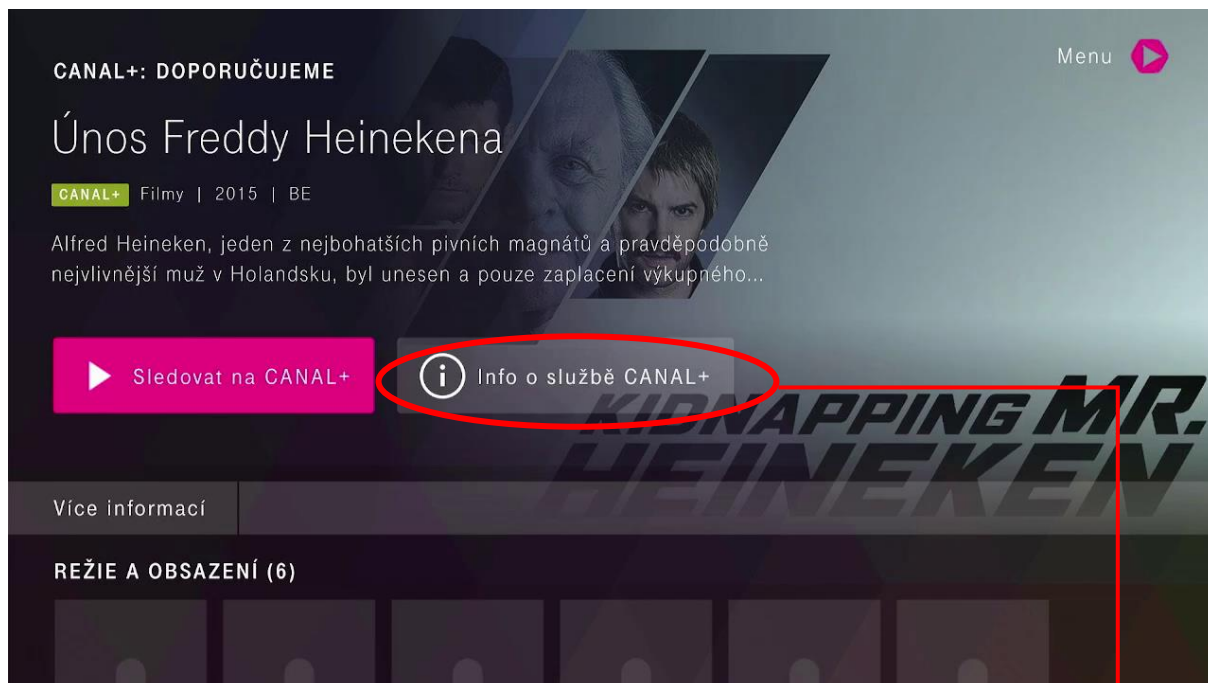 Menu
CANAL+: DOPORUČUJEME
Únos Freddy Heinekena
CANAL+ Filmy | 2015 | BE
Alfred Heineken, jeden z nejbohatších pivních magnátů a pravděpodobně
nejvlivnější muž v Holandsku, byl unesen a pouze zaplacení výkupného...
Sledovat na CANAL+
Info o službě CANAL+
KIDNAPPING MR.
HEINEKEN
Více informací
REŽIE A OBSAZENÍ (6)